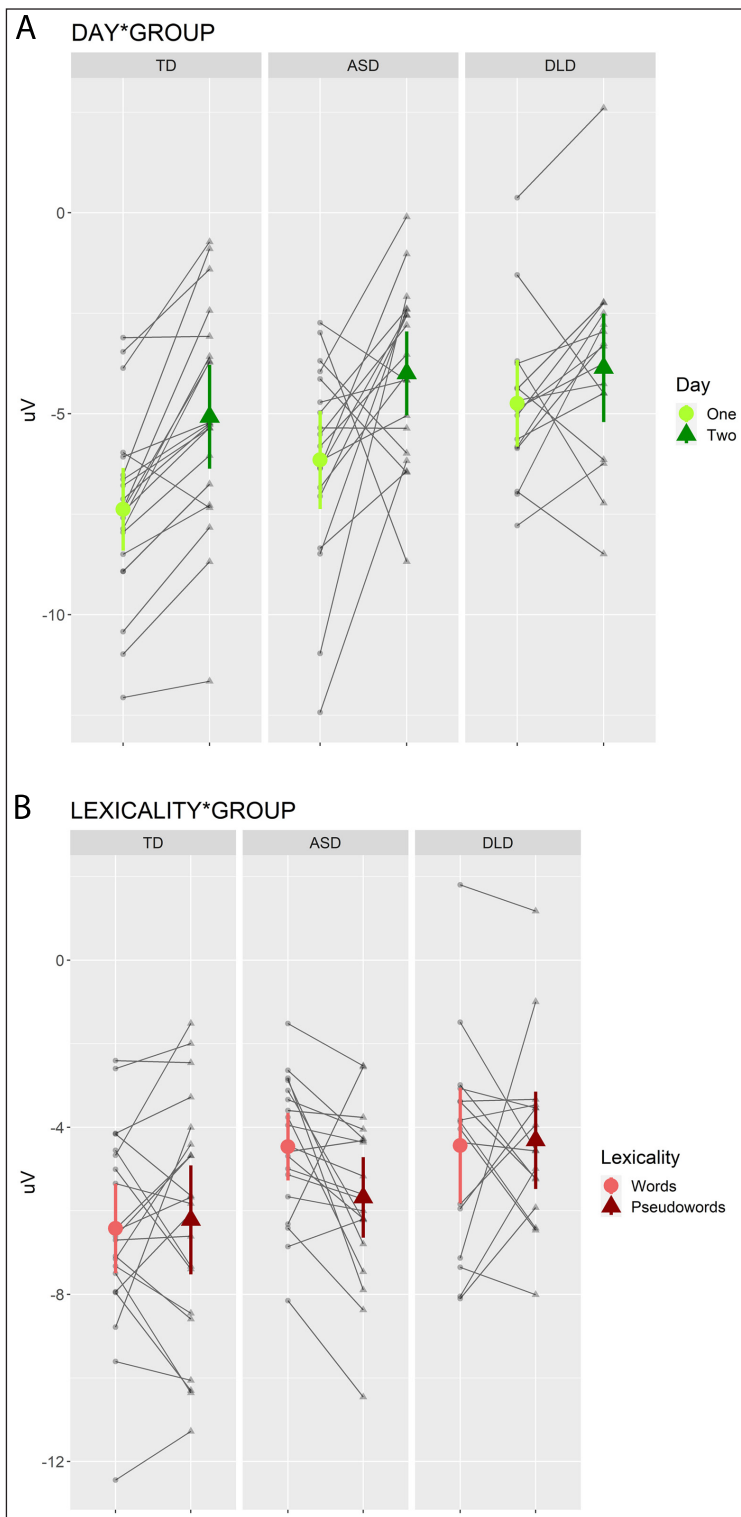 A
DAY*GROUP
TD ASD DLD
0
-5
-10
uV
Day
One
Two
B
LEXICALITY*GROUP
TD ASD DLD
0
-4
-8
-12
uV
Lexicality
Words
Pseudowords